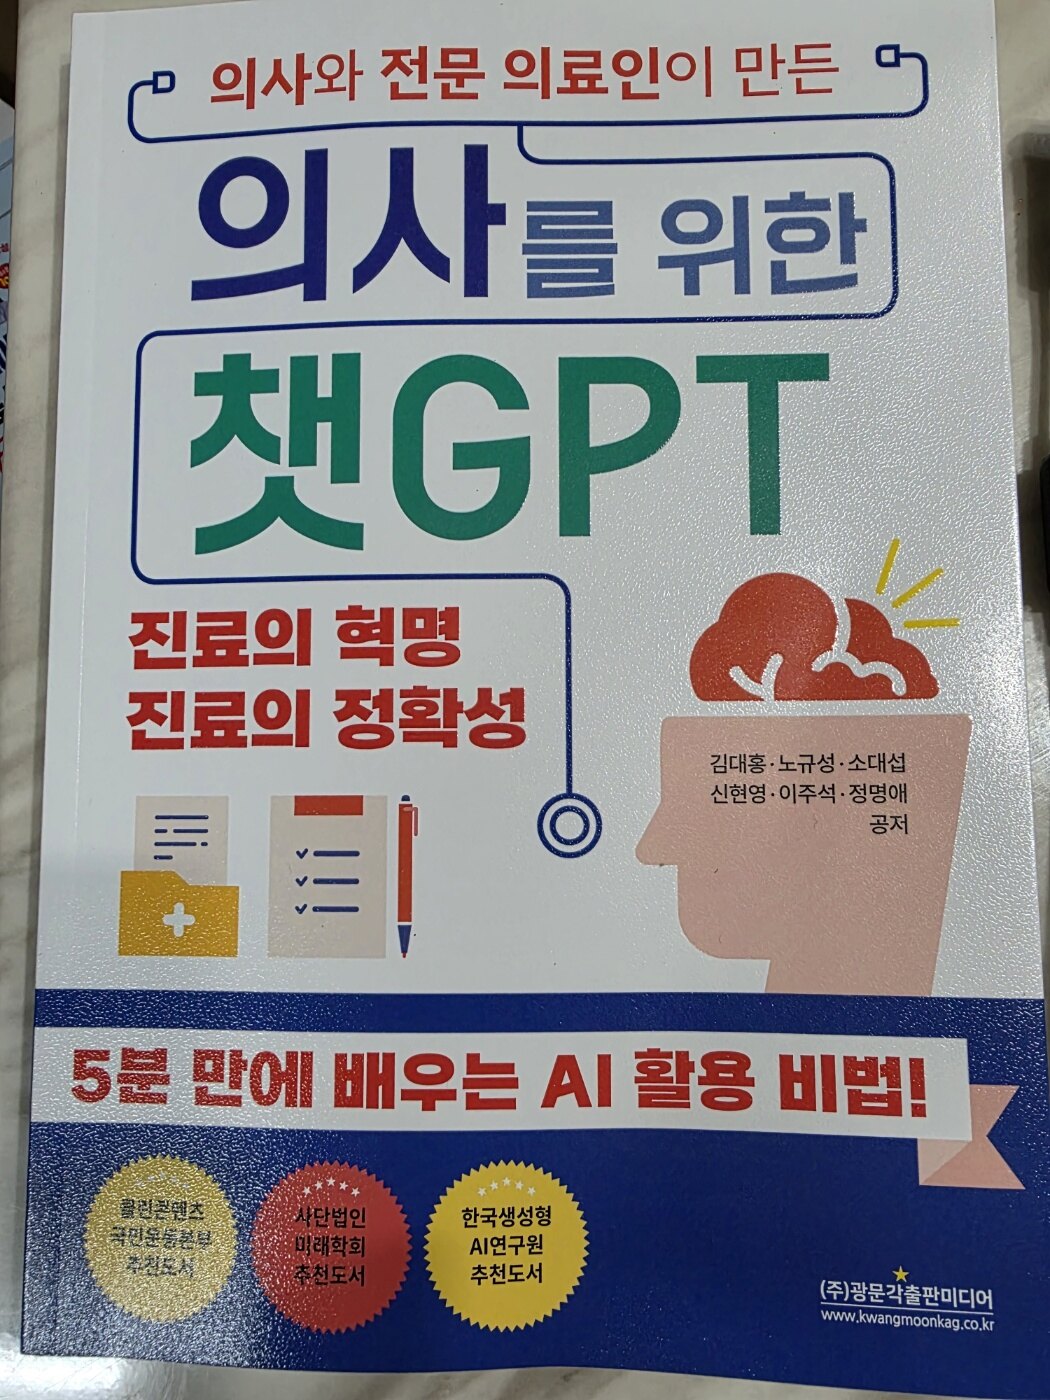 의사와 전문 의료인이 만든
의사를 위한
챗GPT
진료의 혁명
진료의 정확성
김대홍·노규성·소대섭
신현영·이주석·정명애
공저
5분 만에 배우는 AI 활용 비법!
클린콘텐츠
국민운동본부
추천도서
사단법인
미래학회
추천도서
한국생성형
AI연구원
추천도서
(주)광문각출판미디어
www.kwangmoonkag.co.kr